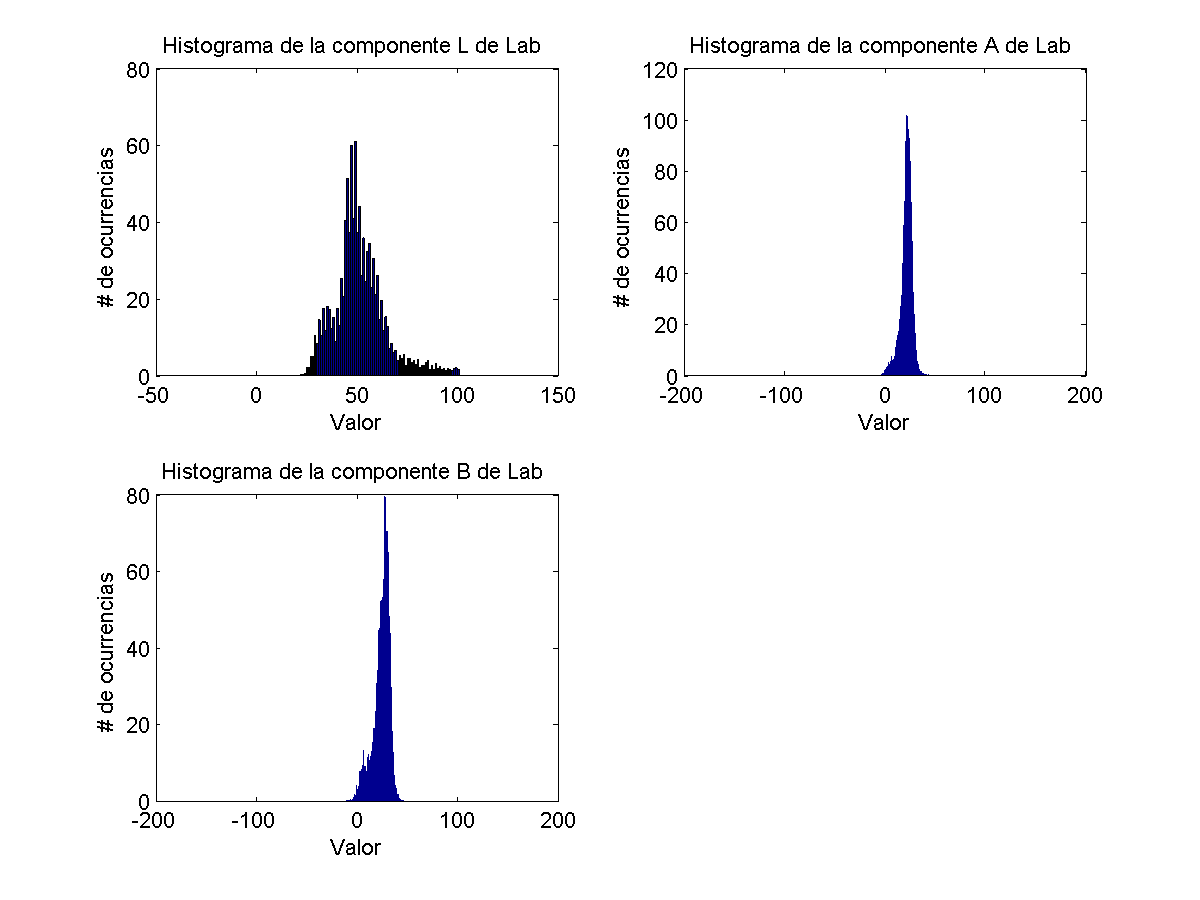 Histograma de la componente L de Lab
80
60
40
20
0
-50 0 50 100 150
# de ocurrencias
Valor
Histograma de la componente A de Lab
120
100
80
60
40
20
0
-200 -100 0 100 200
# de ocurrencias
Valor
Histograma de la componente B de Lab
80
60
40
20
0
-200 -100 0 100 200
# de ocurrencias
Valor